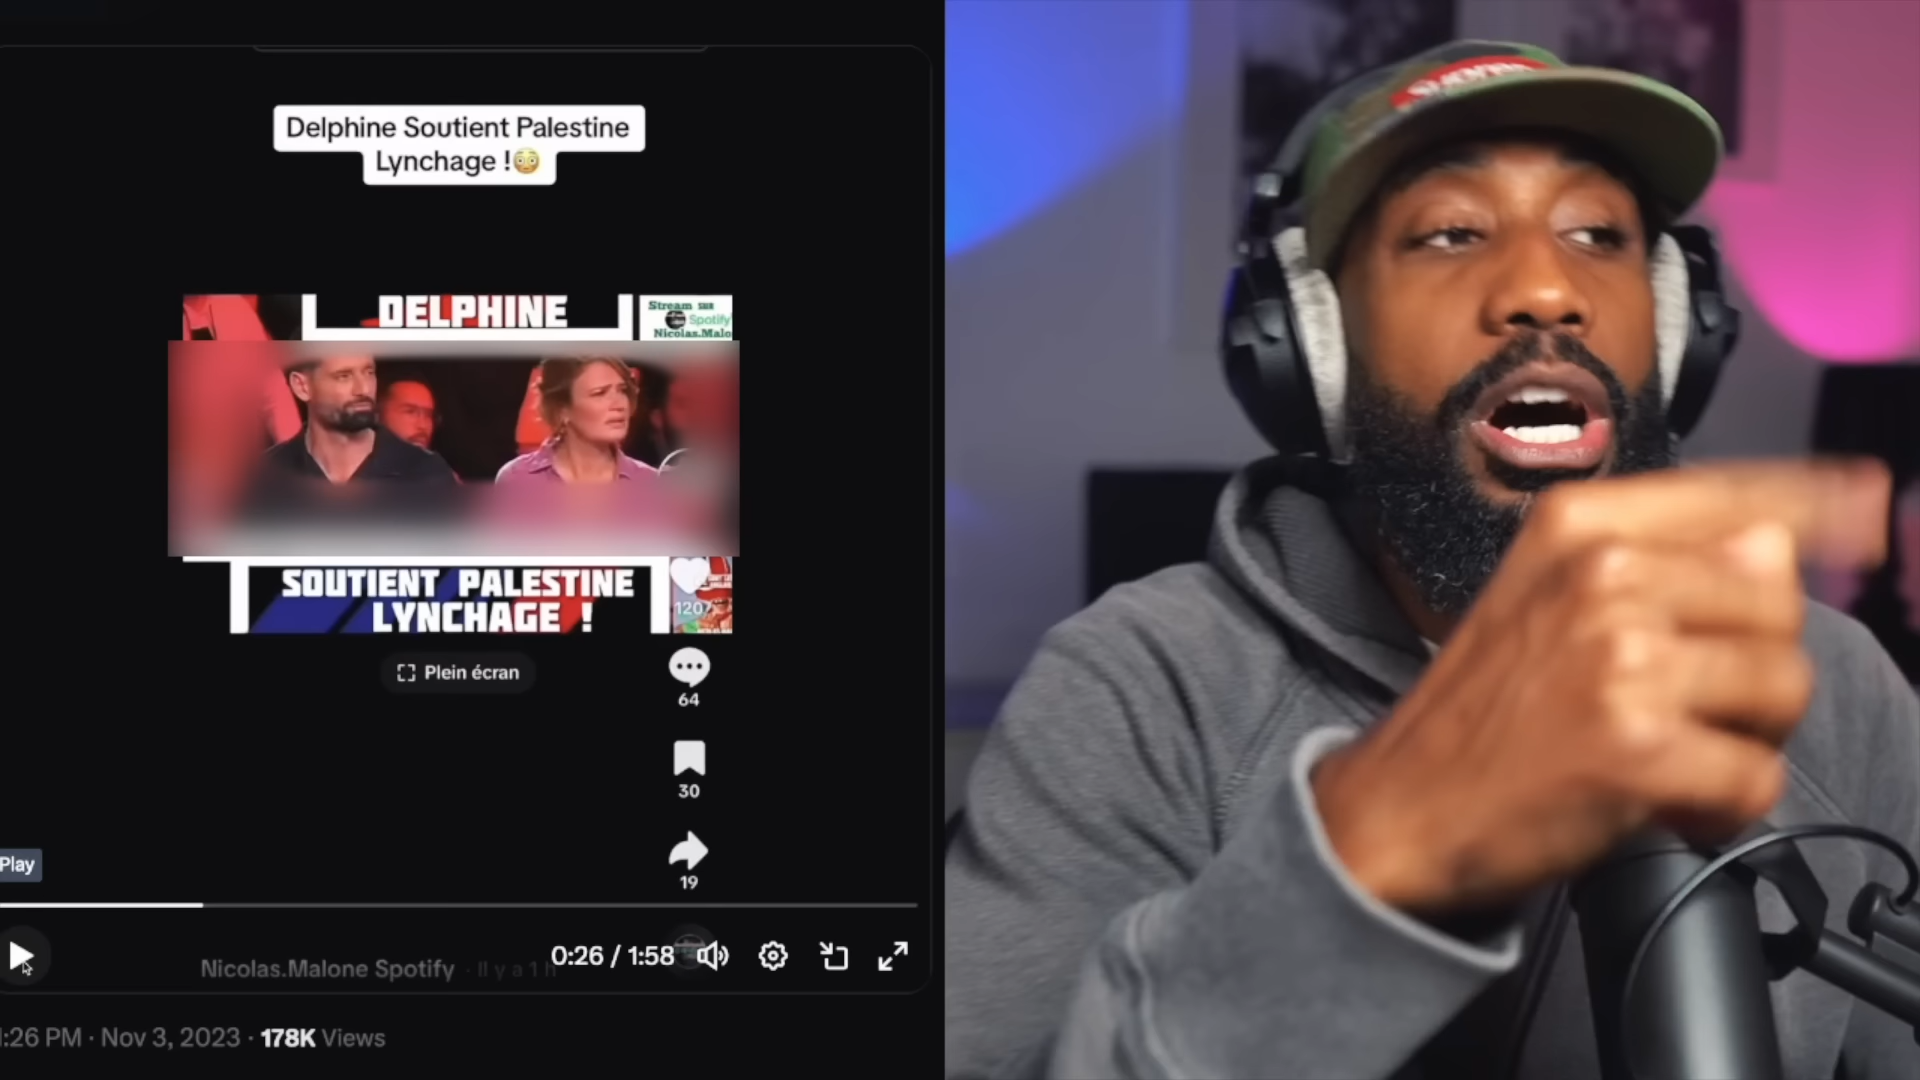 Delphine Soutient Palestine
Lynchage !😳
DELPHINE
Stream SUR
Spotify
Nicolas.Malo
SOUTIENT PALESTINE
LYNCHAGE !
120
Plein écran
64
30
19
Play
0:26 / 1:58
Nicolas.Malone Spotify · Il y a 1 h
:26 PM · Nov 3, 2023 · 178K Views